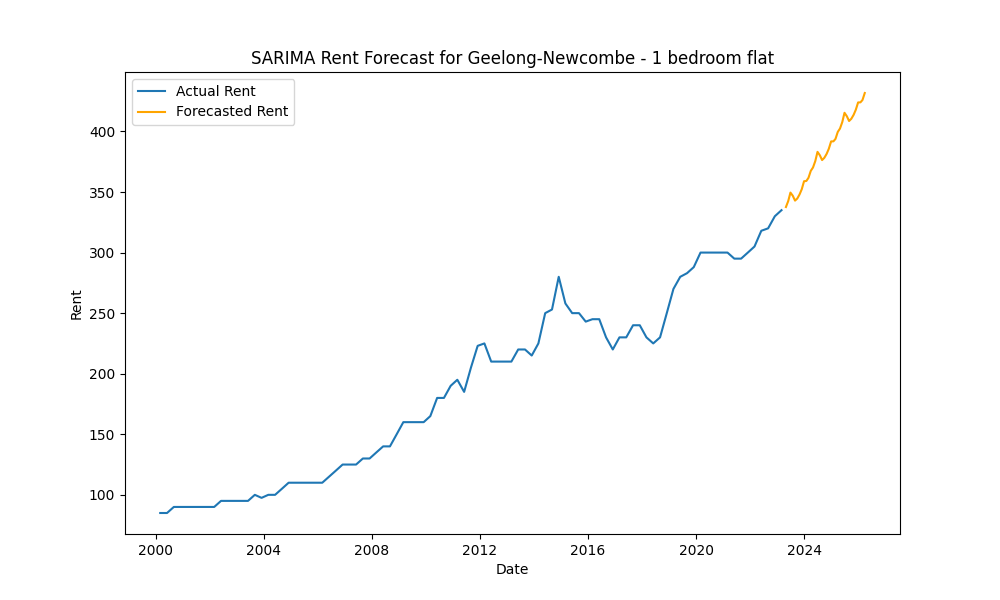 SARIMA Rent Forecast for Geelong-Newcombe - 1 bedroom flat
Actual Rent
Forecasted Rent
400
350
300
250
200
150
100
Rent
2000 2004 2008 2012 2016 2020 2024
Date